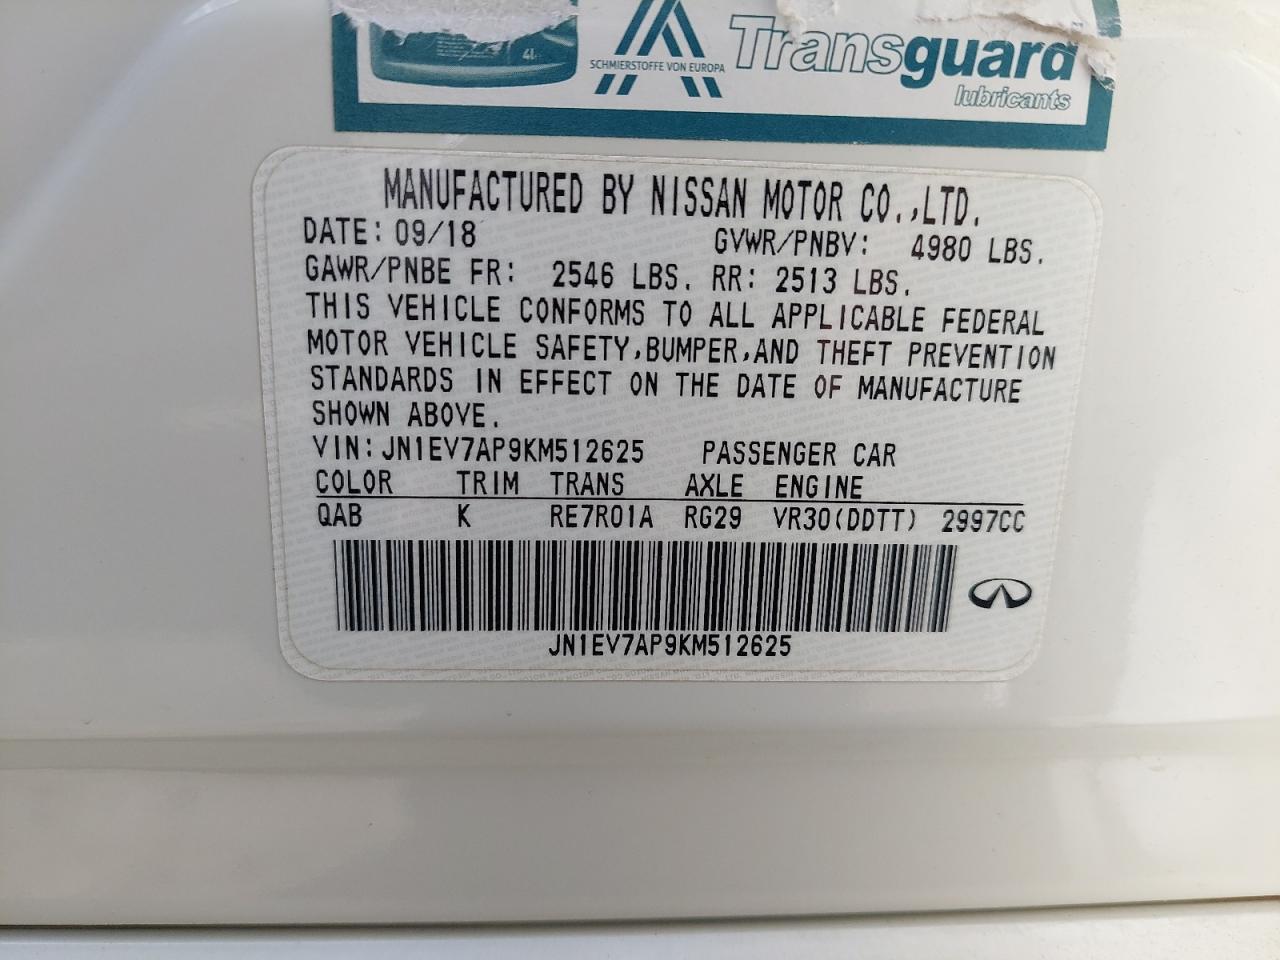 4L
SCHMIERSTOFFE VON EUROPA
Transguard
lubricants
MANUFACTURED BY NISSAN MOTOR CO.,LTD.
DATE: 09/18 GVWR/PNBV: 4980 LBS.
GAWR/PNBE FR: 2546 LBS. RR: 2513 LBS.
THIS VEHICLE CONFORMS TO ALL APPLICABLE FEDERAL
MOTOR VEHICLE SAFETY,BUMPER,AND THEFT PREVENTION
STANDARDS IN EFFECT ON THE DATE OF MANUFACTURE
SHOWN ABOVE.
VIN:JN1EV7AP9KM512625 PASSENGER CAR
COLOR TRIM TRANS AXLE ENGINE
QAB K RE7R01A RG29 VR30(DDTT) 2997CC
JN1EV7AP9KM512625